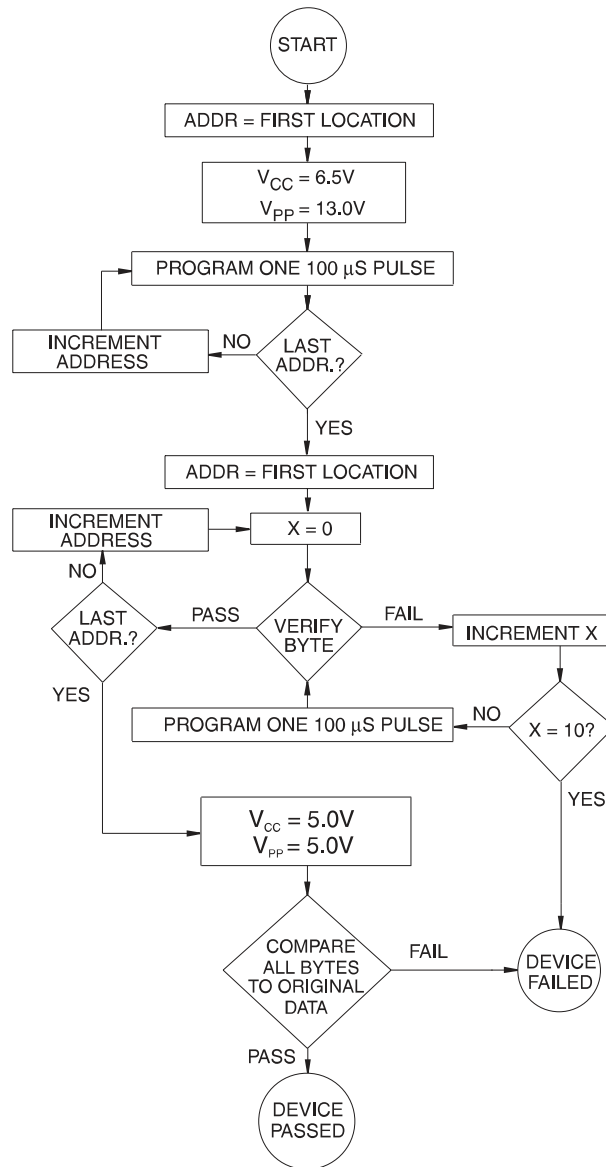 START
ADDR = FIRST LOCATION
VCC = 6.5V
VPP = 13.0V
PROGRAM ONE 100 µS PULSE
INCREMENT
ADDRESS
NO
LAST
ADDR.?
YES
ADDR = FIRST LOCATION
INCREMENT
ADDRESS
X = 0
NO
LAST
ADDR.?
PASS
VERIFY
BYTE
FAIL
INCREMENT X
YES
PROGRAM ONE 100 µS PULSE
NO
X = 10?
YES
VCC = 5.0V
VPP = 5.0V
COMPARE
ALL BYTES
TO ORIGINAL
DATA
FAIL
DEVICE
FAILED
PASS
DEVICE
PASSED